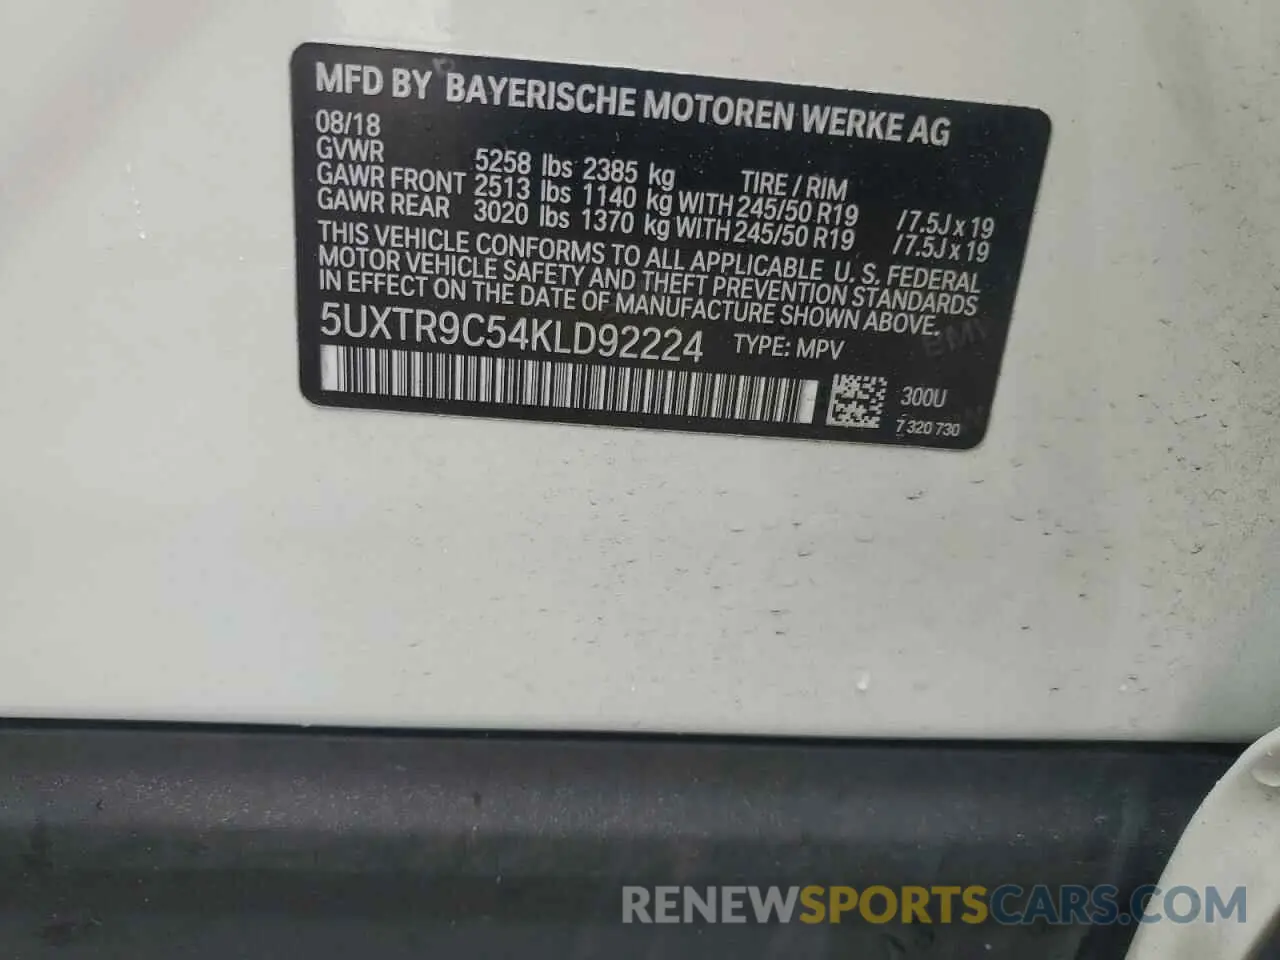 MFD BY BAYERISCHE MOTOREN WERKE AG
08/18
GVWR 5258 lbs 2385 kg TIRE / RIM
GAWR FRONT 2513 lbs 1140 kg WITH 245/50 R19 /7.5J x 19
GAWR REAR 3020 lbs 1370 kg WITH 245/50 R19 /7.5J x 19
THIS VEHICLE CONFORMS TO ALL APPLICABLE U. S. FEDERAL
MOTOR VEHICLE SAFETY AND THEFT PREVENTION STANDARDS
IN EFFECT ON THE DATE OF MANUFACTURE SHOWN ABOVE.
5UXTR9C54KLD92224 TYPE: MPV
300U
7 320 730
RENEWSPORTSCARS.COM